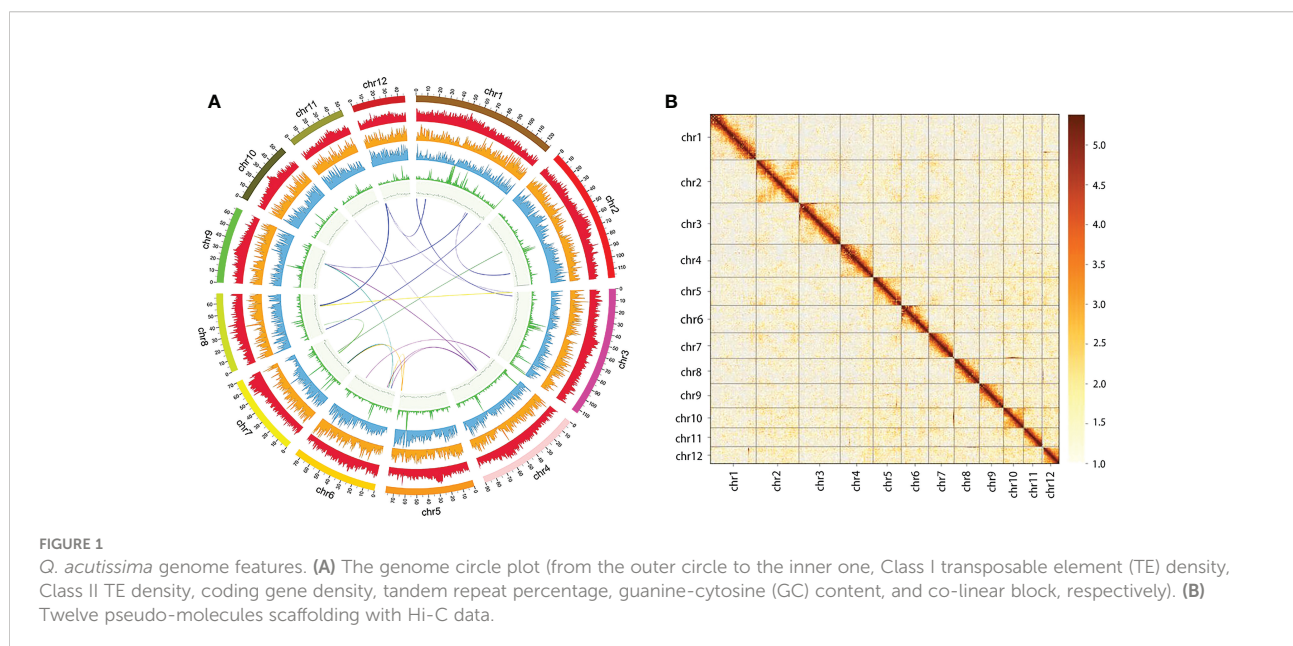 A
chr1
chr2
chr3
chr4
chr5
chr6
chr7
chr8
chr9
chr10
chr11
chr12
B
chr1
chr2
chr3
chr4
chr5
chr6
chr7
chr8
chr9
chr10
chr11
chr12
chr1
chr2
chr3
chr4
chr5
chr6
chr7
chr8
chr9
chr10
chr11
chr12
5.0
4.5
4.0
3.5
3.0
2.5
2.0
1.5
1.0
FIGURE 1
Q. acutissima genome features. (A) The genome circle plot (from the outer circle to the inner one, Class I transposable element (TE) density,
Class II TE density, coding gene density, tandem repeat percentage, guanine-cytosine (GC) content, and co-linear block, respectively). (B)
Twelve pseudo-molecules scaffolding with Hi-C data.